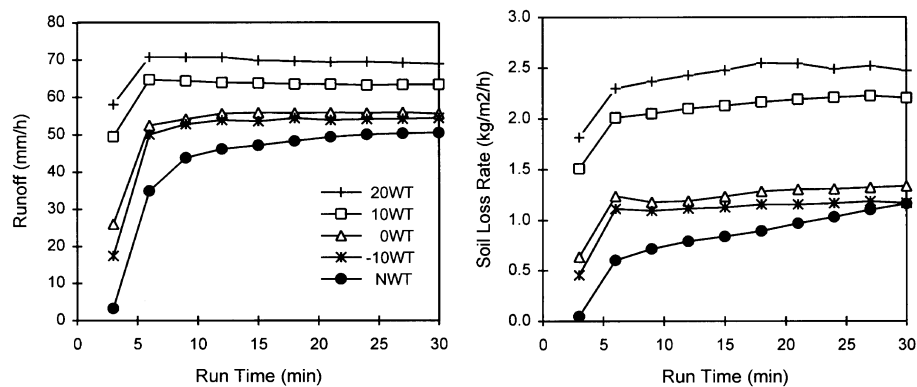 80
70
60
50
40
30
20
10
0
Runoff (mm/h)
0 5 10 15 20 25 30
Run Time (min)
20WT
10WT
0WT
-10WT
NWT
3.0
2.5
2.0
1.5
1.0
0.5
0.0
Soil Loss Rate (kg/m2/h)
0 5 10 15 20 25 30
Run Time (min)